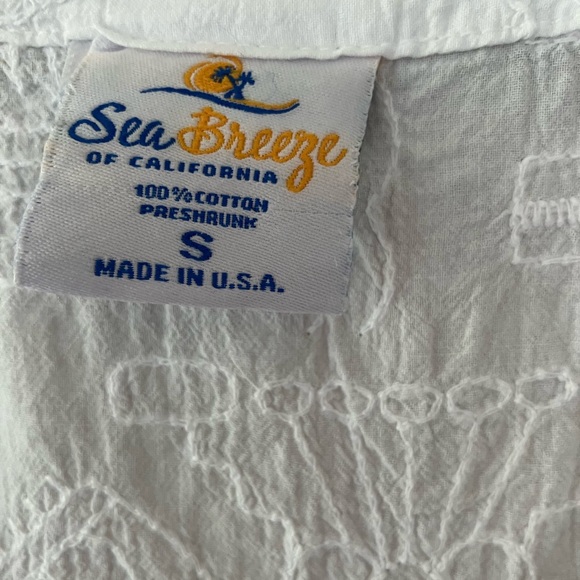 Sea Breeze
OF CALIFORNIA
100% COTTON
PRESHRUNK
S
MADE IN U.S.A.